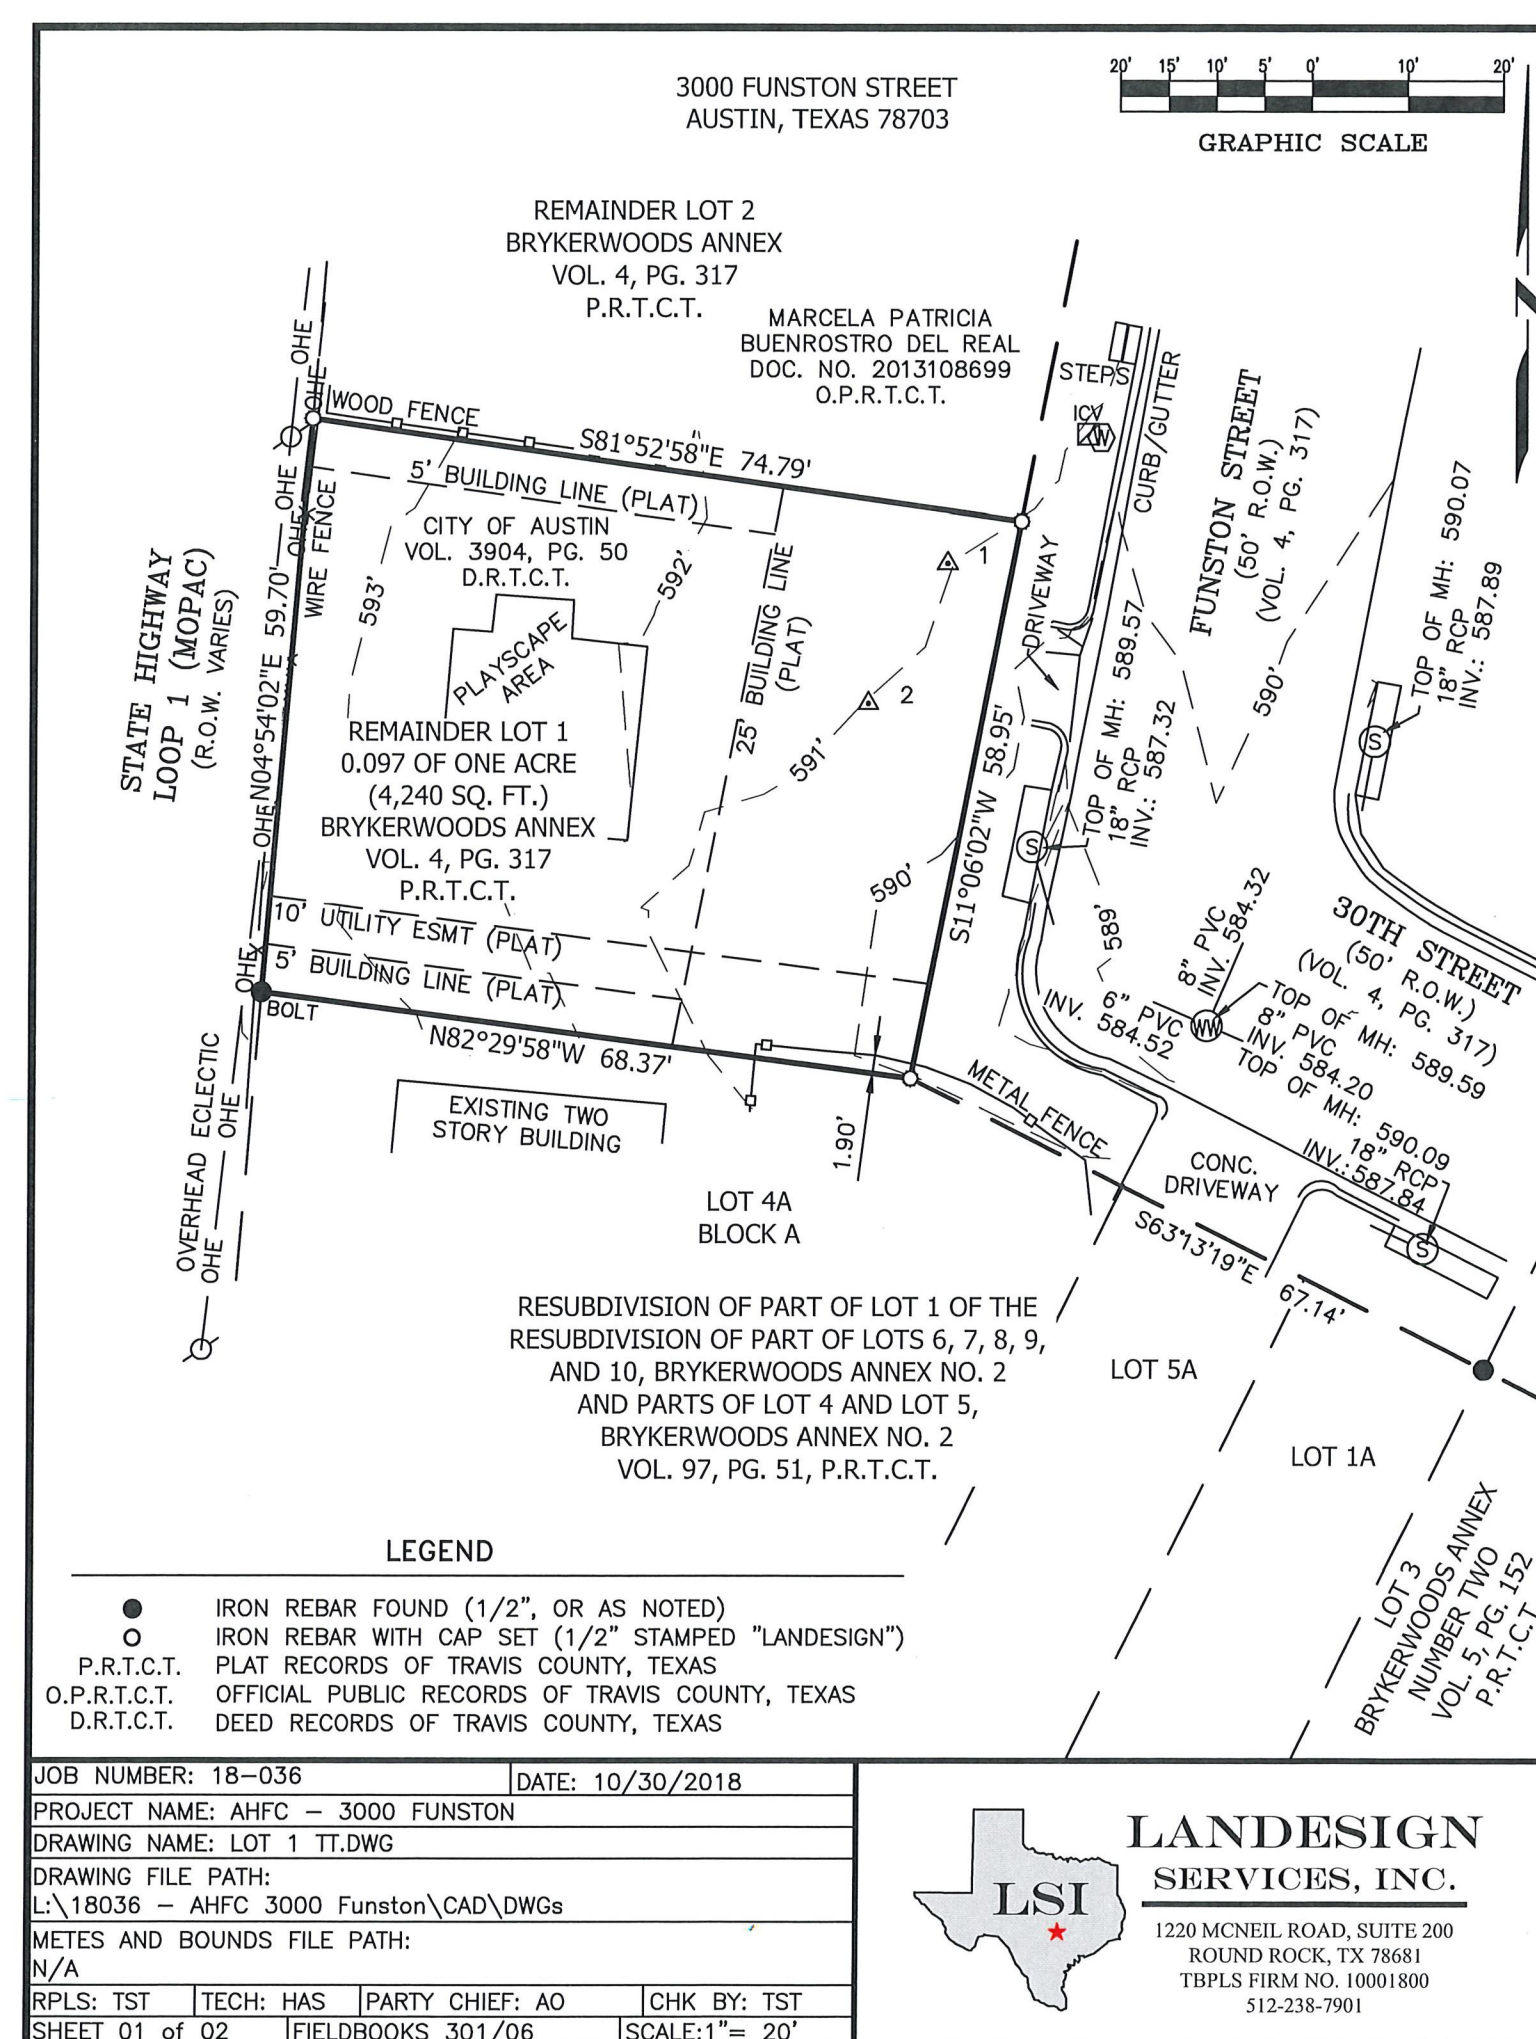 3000 FUNSTON STREET
AUSTIN, TEXAS 78703
20' 15' 10' 5' 0' 10' 20'
GRAPHIC SCALE
REMAINDER LOT 2
BRYKERWOODS ANNEX
VOL. 4, PG. 317
P.R.T.C.T.
MARCELA PATRICIA
BUENROSTRO DEL REAL
DOC. NO. 2013108699
O.P.R.T.C.T.
STEPS
ICV
W
CURB/GUTTER
FUNSTON STREET
(50' R.O.W.)
(VOL. 4, PG. 317)
OHE
OHE
WOOD FENCE
S81°52'58"E 74.79'
5' BUILDING LINE (PLAT)
CITY OF AUSTIN
VOL. 3904, PG. 50
D.R.T.C.T.
593'
592'
25' BUILDING LINE
(PLAT)
1
2
591'
590'
DRIVEWAY
STATE HIGHWAY
LOOP 1 (MOPAC)
(R.O.W. VARIES)
OHE
OHE
WIRE FENCE
N04°54'02"E 59.70'
OHE
OHE
PLAYSCAPE
AREA
REMAINDER LOT 1
0.097 OF ONE ACRE
(4,240 SQ. FT.)
BRYKERWOODS ANNEX
VOL. 4, PG. 317
P.R.T.C.T.
S11°06'02"W 58.95'
TOP OF MH: 589.57
18" RCP
INV.: 587.32
S
590'
TOP OF MH: 590.07
18" RCP
INV.: 587.89
S
589'
10' UTILITY ESMT (PLAT)
5' BUILDING LINE (PLAT)
BOLT
N82°29'58"W 68.37'
30TH STREET
(50' R.O.W.)
(VOL. 4, PG. 317)
8" PVC
INV. 584.32
6" PVC
INV. 584.52
WW
TOP OF MH: 589.59
8" PVC
INV. 584.20
TOP OF MH: 590.09
18" RCP
INV.: 587.84
S
METAL FENCE
1.90'
CONC.
DRIVEWAY
S63°13'19"E 67.14'
EXISTING TWO
STORY BUILDING
OVERHEAD ECLECTIC
OHE
OHE
LOT 4A
BLOCK A
RESUBDIVISION OF PART OF LOT 1 OF THE
RESUBDIVISION OF PART OF LOTS 6, 7, 8, 9,
AND 10, BRYKERWOODS ANNEX NO. 2
AND PARTS OF LOT 4 AND LOT 5,
BRYKERWOODS ANNEX NO. 2
VOL. 97, PG. 51, P.R.T.C.T.
LOT 5A
LOT 1A
LOT 3
BRYKERWOODS ANNEX
NUMBER TWO
VOL. 5, PG. 152
P.R.T.C.T.
LEGEND
IRON REBAR FOUND (1/2", OR AS NOTED)
IRON REBAR WITH CAP SET (1/2" STAMPED "LANDESIGN")
P.R.T.C.T. PLAT RECORDS OF TRAVIS COUNTY, TEXAS
O.P.R.T.C.T. OFFICIAL PUBLIC RECORDS OF TRAVIS COUNTY, TEXAS
D.R.T.C.T. DEED RECORDS OF TRAVIS COUNTY, TEXAS
JOB NUMBER: 18-036 DATE: 10/30/2018
PROJECT NAME: AHFC - 3000 FUNSTON
DRAWING NAME: LOT 1 TT.DWG
DRAWING FILE PATH:
L:\18036 - AHFC 3000 Funston\CAD\DWGs
METES AND BOUNDS FILE PATH:
N/A
RPLS: TST TECH: HAS PARTY CHIEF: AO CHK BY: TST
SHEET 01 of 02 FIELDBOOKS 301/06 SCALE:1"= 20'
LSI
LANDESIGN
SERVICES, INC.
1220 MCNEIL ROAD, SUITE 200
ROUND ROCK, TX 78681
TBPLS FIRM NO. 10001800
512-238-7901